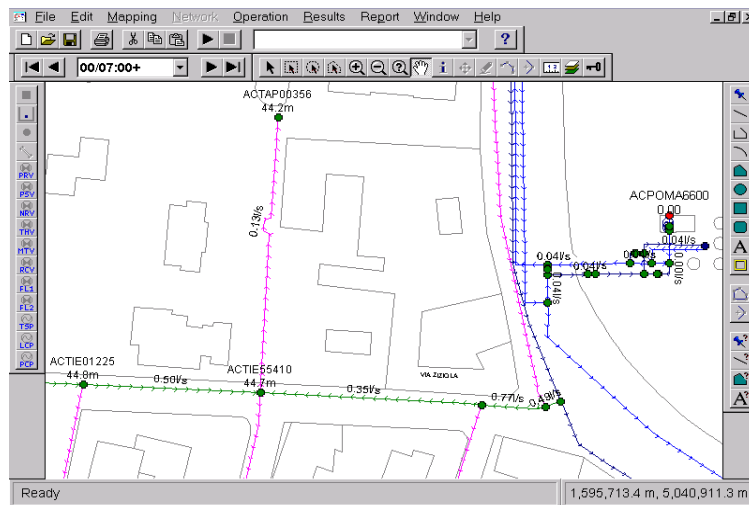 File Edit Mapping Network Operation Results Report Window Help
?
00/07:00+
ACTAP00356
44.2m
PRV
PSV
NRV
THV
MTV
RCV
FL1
FL2
TSP
LCP
PCP
ACPOMA6600
0.00
0.13l/s
0.04l/s
0.04l/s
0.04l/s
0.04l/s
0.00l/s
A
VIA ZIZIOLA
ACTIE01225
44.8m
ACTIE55410
44.7m
0.50l/s
0.35l/s
0.77l/s
0.49l/s
A?
Ready
1,595,713.4 m, 5,040,911.3 m